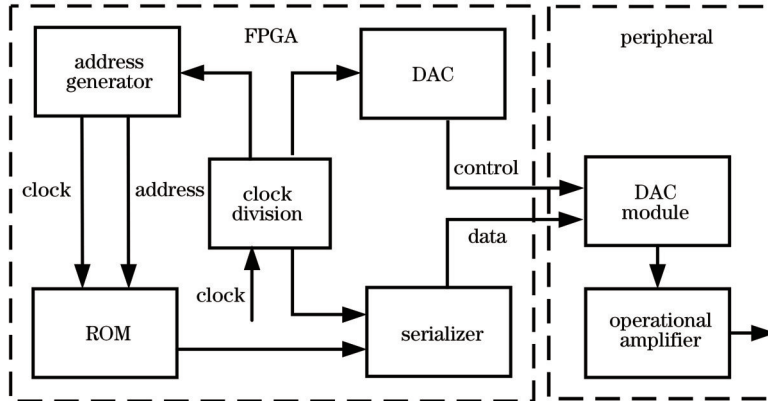 FPGA
peripheral
address
generator
DAC
clock
address
clock
division
control
DAC
module
data
clock
ROM
serializer
operational
amplifier